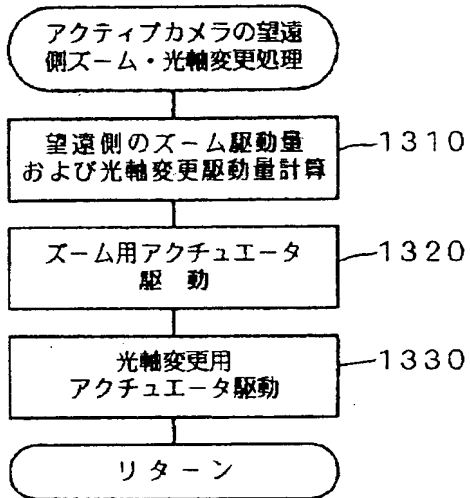 アクティブカメラの望遠
側ズーム・光軸変更処理
望遠側のズーム駆動量
および光軸変更駆動量計算
1310
ズーム用アクチュエータ
駆動
1320
光軸変更用
アクチュエータ駆動
1330
リターン